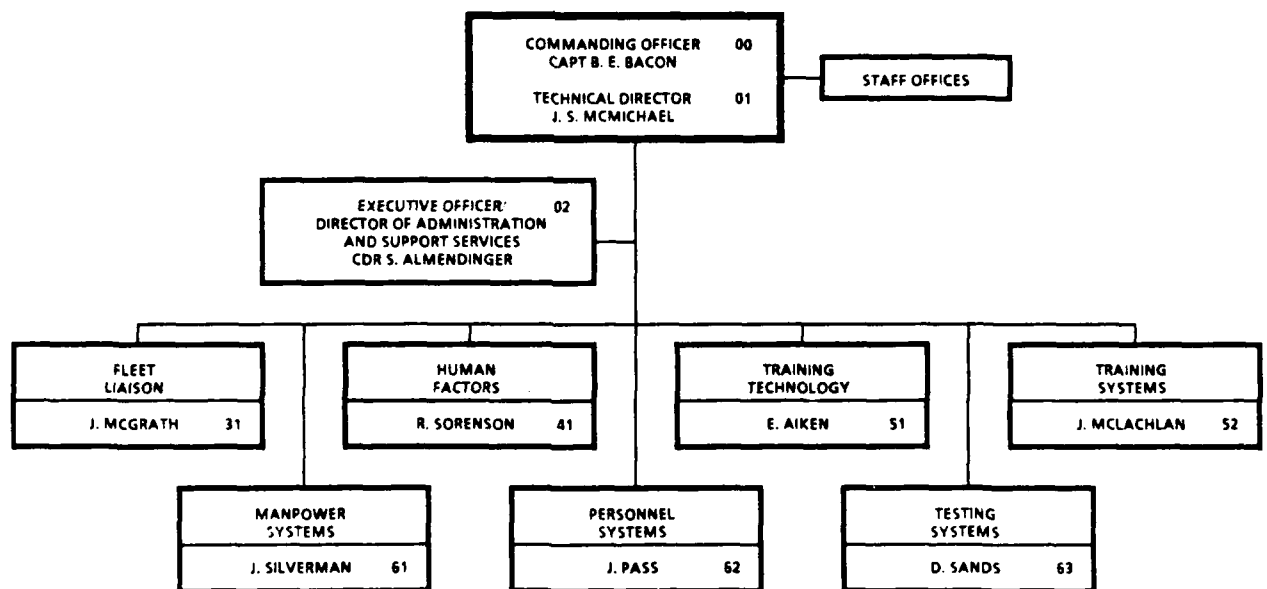 COMMANDING OFFICER 00
CAPT B. E. BACON
TECHNICAL DIRECTOR 01
J. S. MCMICHAEL
STAFF OFFICES
EXECUTIVE OFFICER/ 02
DIRECTOR OF ADMINISTRATION
AND SUPPORT SERVICES
CDR S. ALMENDINGER
FLEET
LIAISON
J. MCGRATH 31
HUMAN
FACTORS
R. SORENSON 41
TRAINING
TECHNOLOGY
E. AIKEN 51
TRAINING
SYSTEMS
J. MCLACHLAN 52
MANPOWER
SYSTEMS
J. SILVERMAN 61
PERSONNEL
SYSTEMS
J. PASS 62
TESTING
SYSTEMS
D. SANDS 63